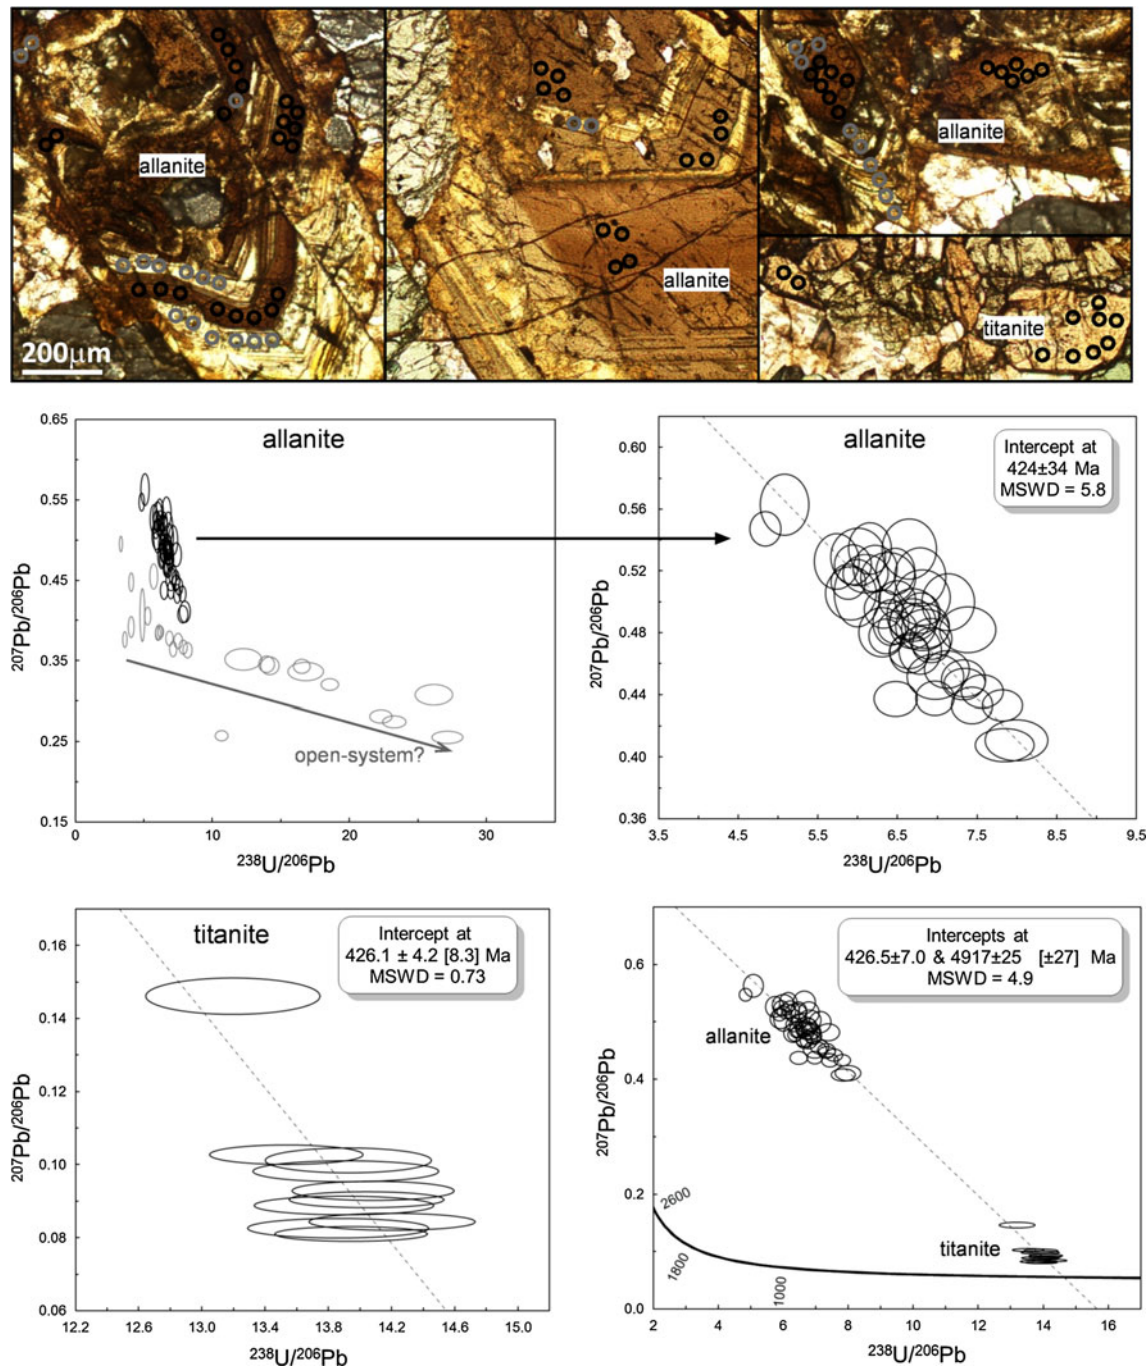 allanite
200μm
allanite
allanite
titanite
allanite
0.65
0.55
0.45
0.35
0.25
0.15
207Pb/206Pb
open-system?
0 10 20 30
238U/206Pb
allanite
Intercept at
424±34 Ma
MSWD = 5.8
0.60
0.56
0.52
0.48
0.44
0.40
0.36
207Pb/206Pb
3.5 4.5 5.5 6.5 7.5 8.5 9.5
238U/206Pb
titanite
Intercept at
426.1 ± 4.2 [8.3] Ma
MSWD = 0.73
0.16
0.14
0.12
0.10
0.08
0.06
207Pb/206Pb
12.2 12.6 13.0 13.4 13.8 14.2 14.6 15.0
238U/206Pb
Intercepts at
426.5±7.0 & 4917±25 [±27] Ma
MSWD = 4.9
0.6
0.4
0.2
0.0
207Pb/206Pb
allanite
titanite
2600
1800
1000
2 4 6 8 10 12 14 16
238U/206Pb